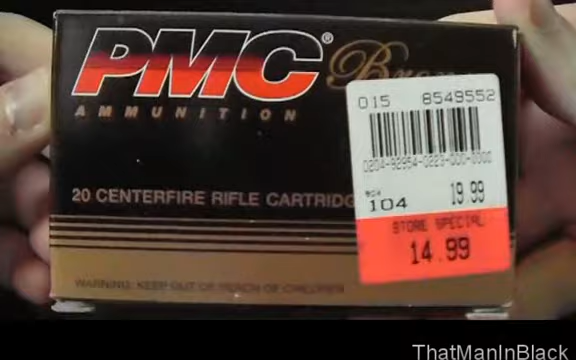 PMC®
AMMUNITION
20 CENTERFIRE RIFLE
WARNING: KEEP OUT OF REACH OF CHILDREN
015 8549552
104 19.99
STORE SPECIAL
14.99
ThatManInBlack